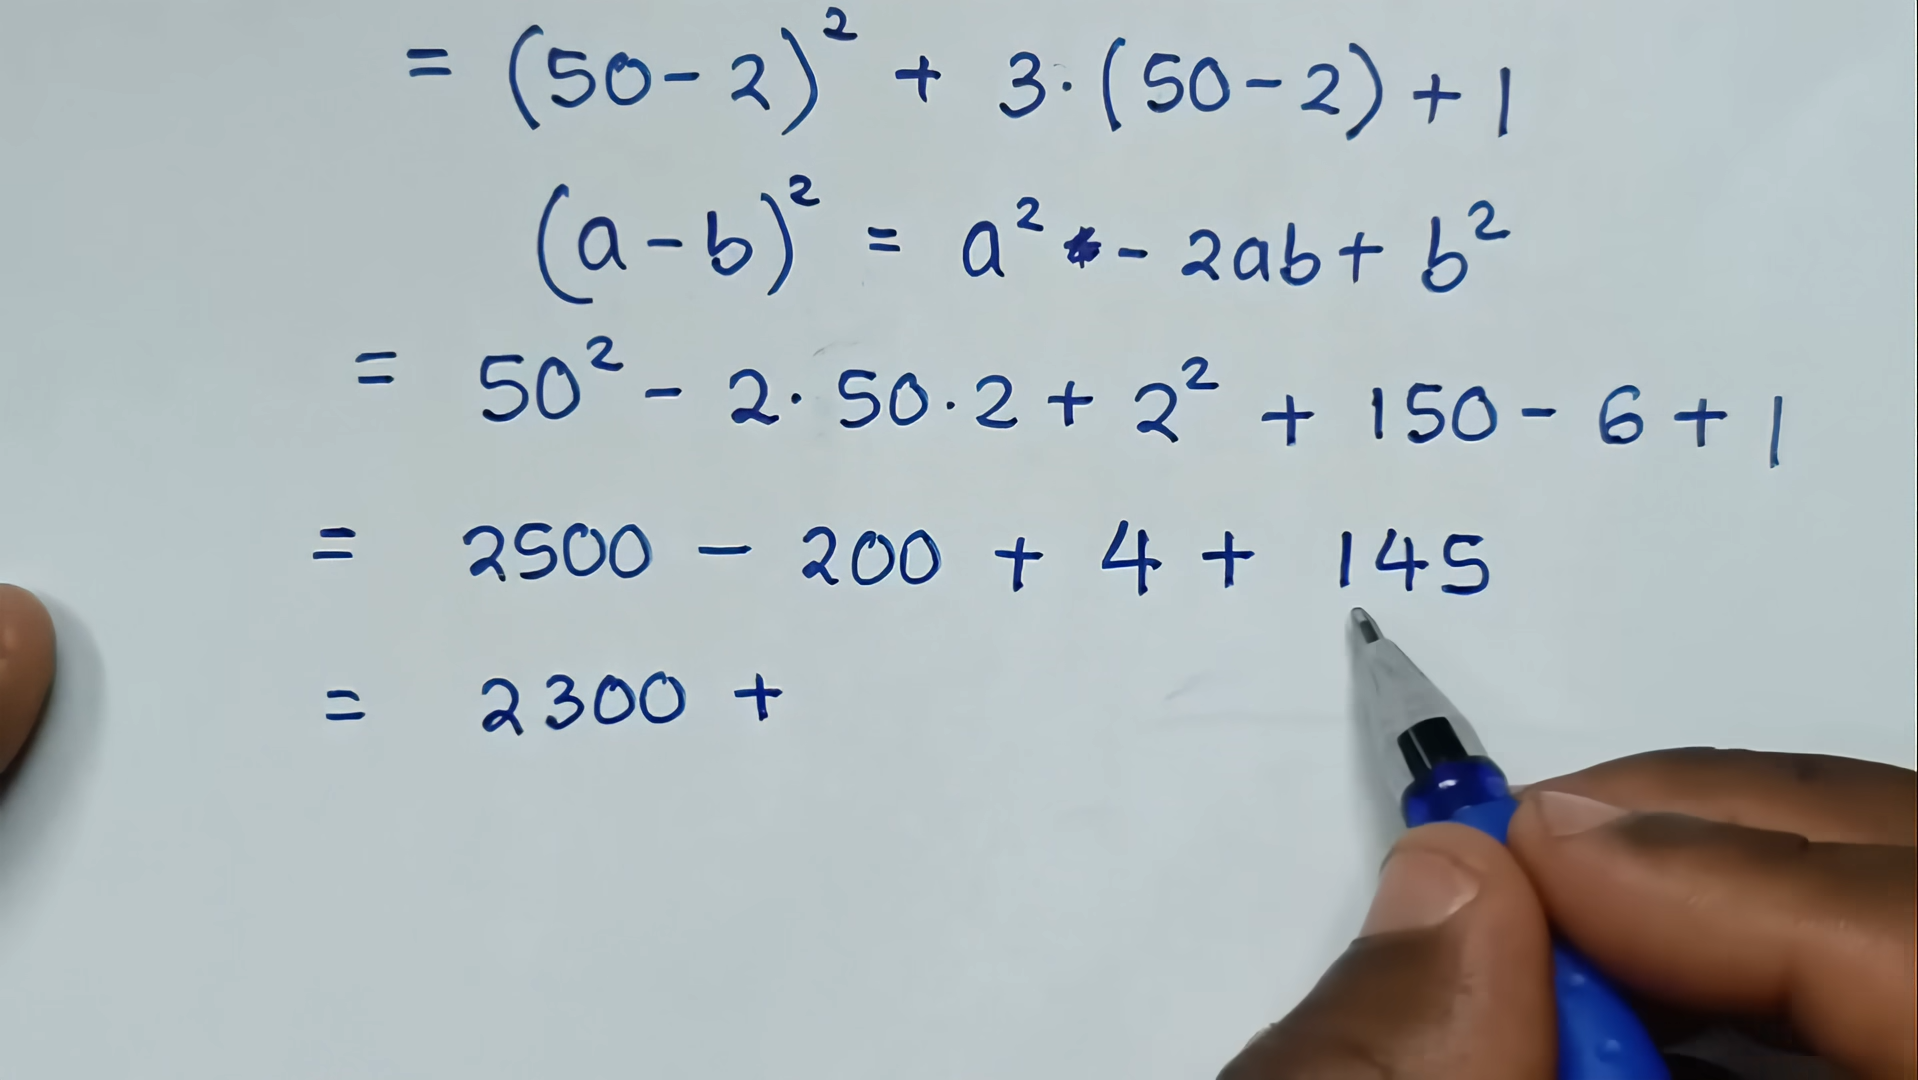 = (50-2)² + 3·(50-2)+1
(a-b)² = a² - 2ab + b²
= 50² - 2·50·2 + 2² + 150 - 6 + 1
= 2500 - 200 + 4 + 145
= 2300 +